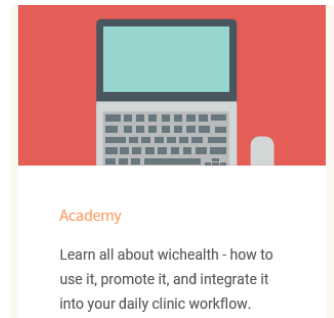 Academy
Learn all about wichealth - how to
use it, promote it, and integrate it
into your daily clinic workflow.